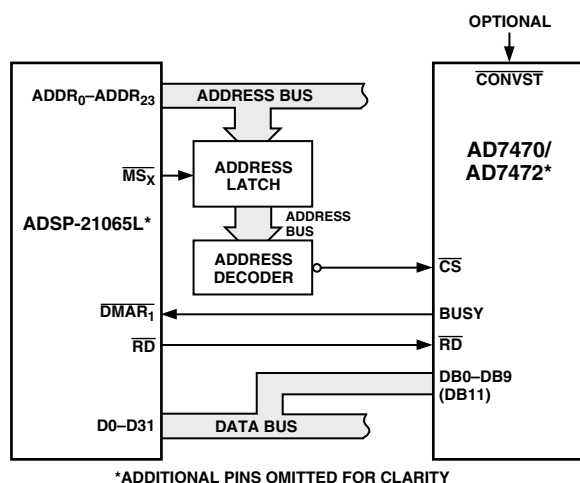 OPTIONAL
CONVST
ADDR0–ADDR23
ADDRESS BUS
AD7470/
AD7472*
MSX
ADDRESS
LATCH
ADSP-21065L*
ADDRESS
BUS
ADDRESS
DECODER
CS
DMAR1
BUSY
RD
RD
DB0–DB9
(DB11)
D0–D31
DATA BUS
*ADDITIONAL PINS OMITTED FOR CLARITY